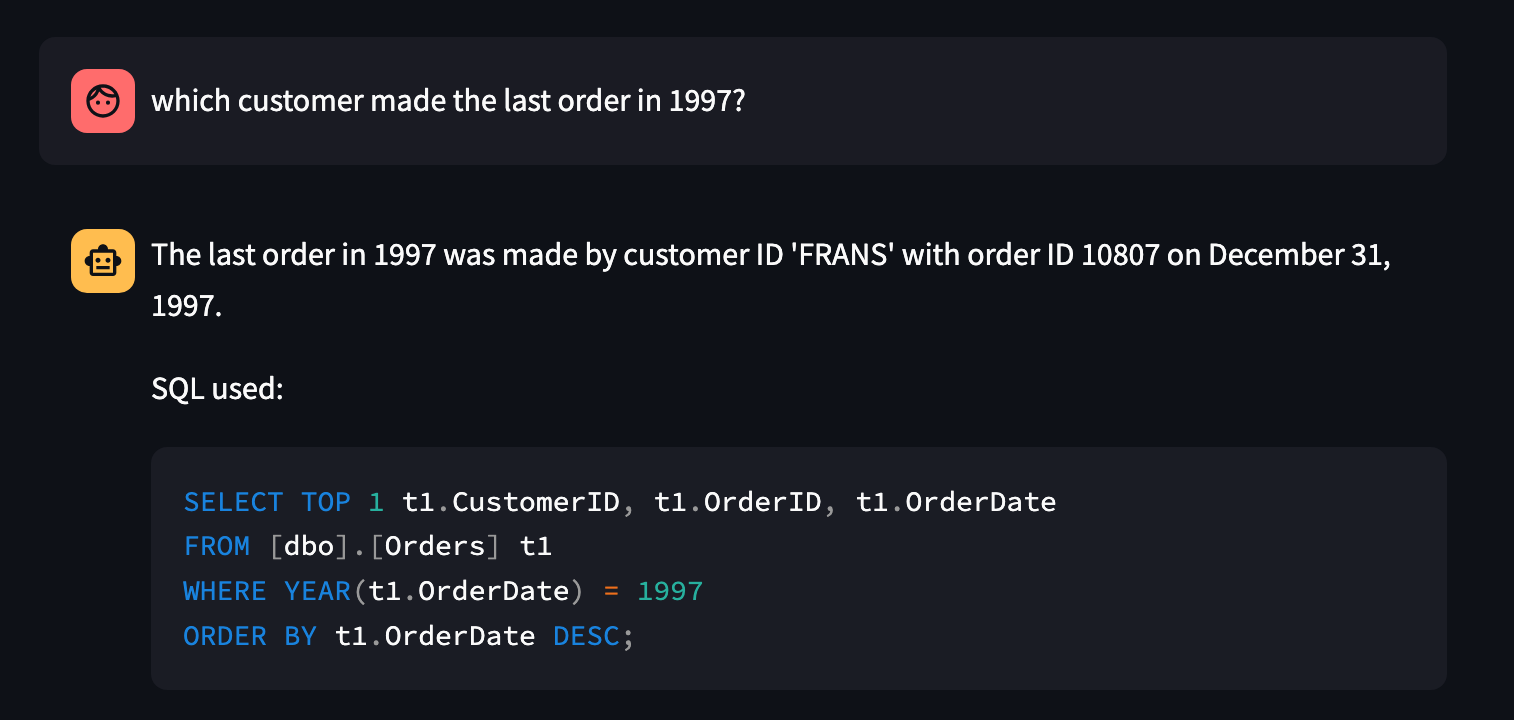 which customer made the last order in 1997?
The last order in 1997 was made by customer ID 'FRANS' with order ID 10807 on December 31,
1997.
SQL used:
SELECT TOP 1 t1.CustomerID, t1.OrderID, t1.OrderDate
FROM [dbo].[Orders] t1
WHERE YEAR(t1.OrderDate) = 1997
ORDER BY t1.OrderDate DESC;